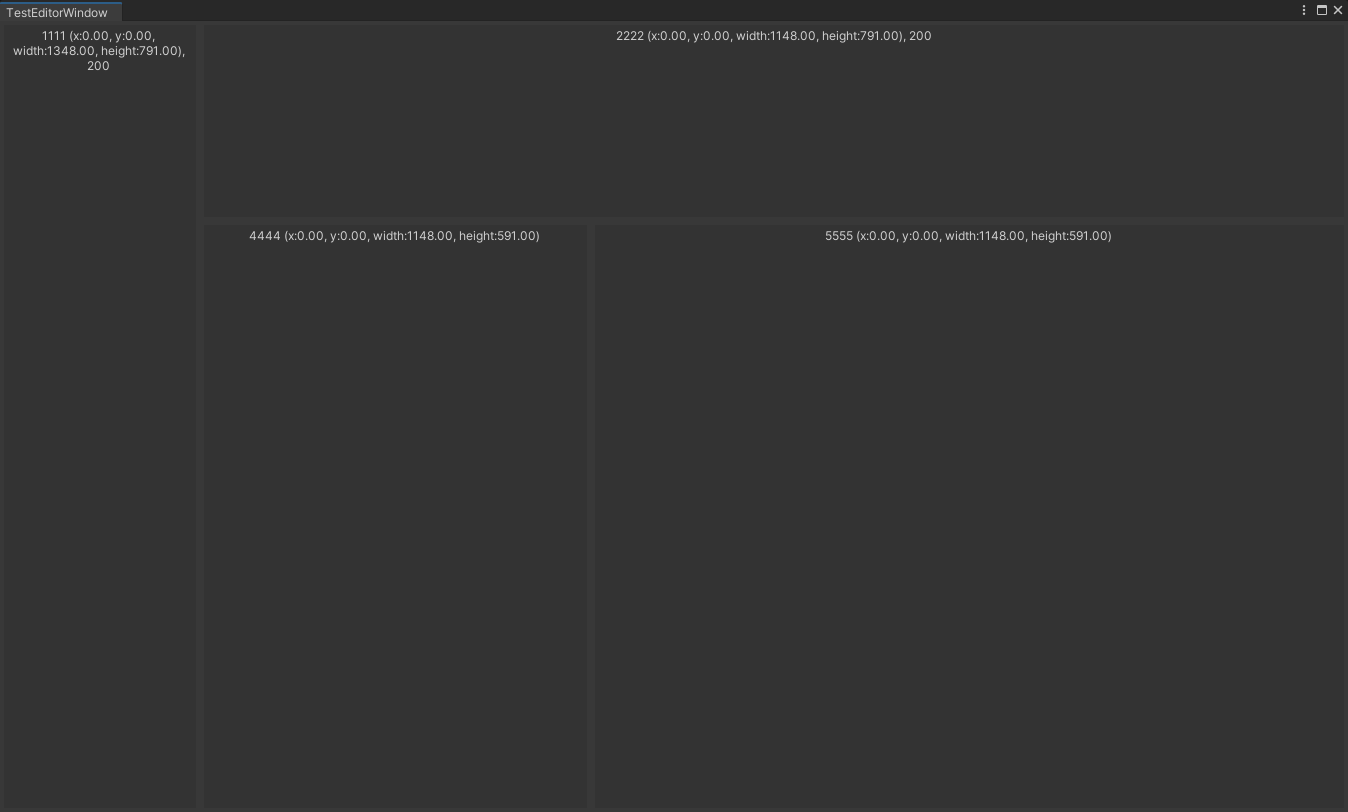 TestEditorWindow
1111 (x:0.00, y:0.00,
width:1348.00, height:791.00),
200
2222 (x:0.00, y:0.00, width:1148.00, height:791.00), 200
4444 (x:0.00, y:0.00, width:1148.00, height:591.00)
5555 (x:0.00, y:0.00, width:1148.00, height:591.00)